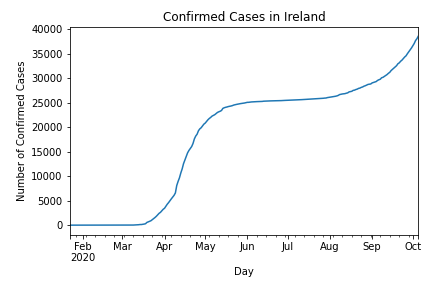 Confirmed Cases in Ireland
Number of Confirmed Cases
40000
35000
30000
25000
20000
15000
10000
5000
0
Feb Mar Apr May Jun Jul Aug Sep Oct
2020
Day